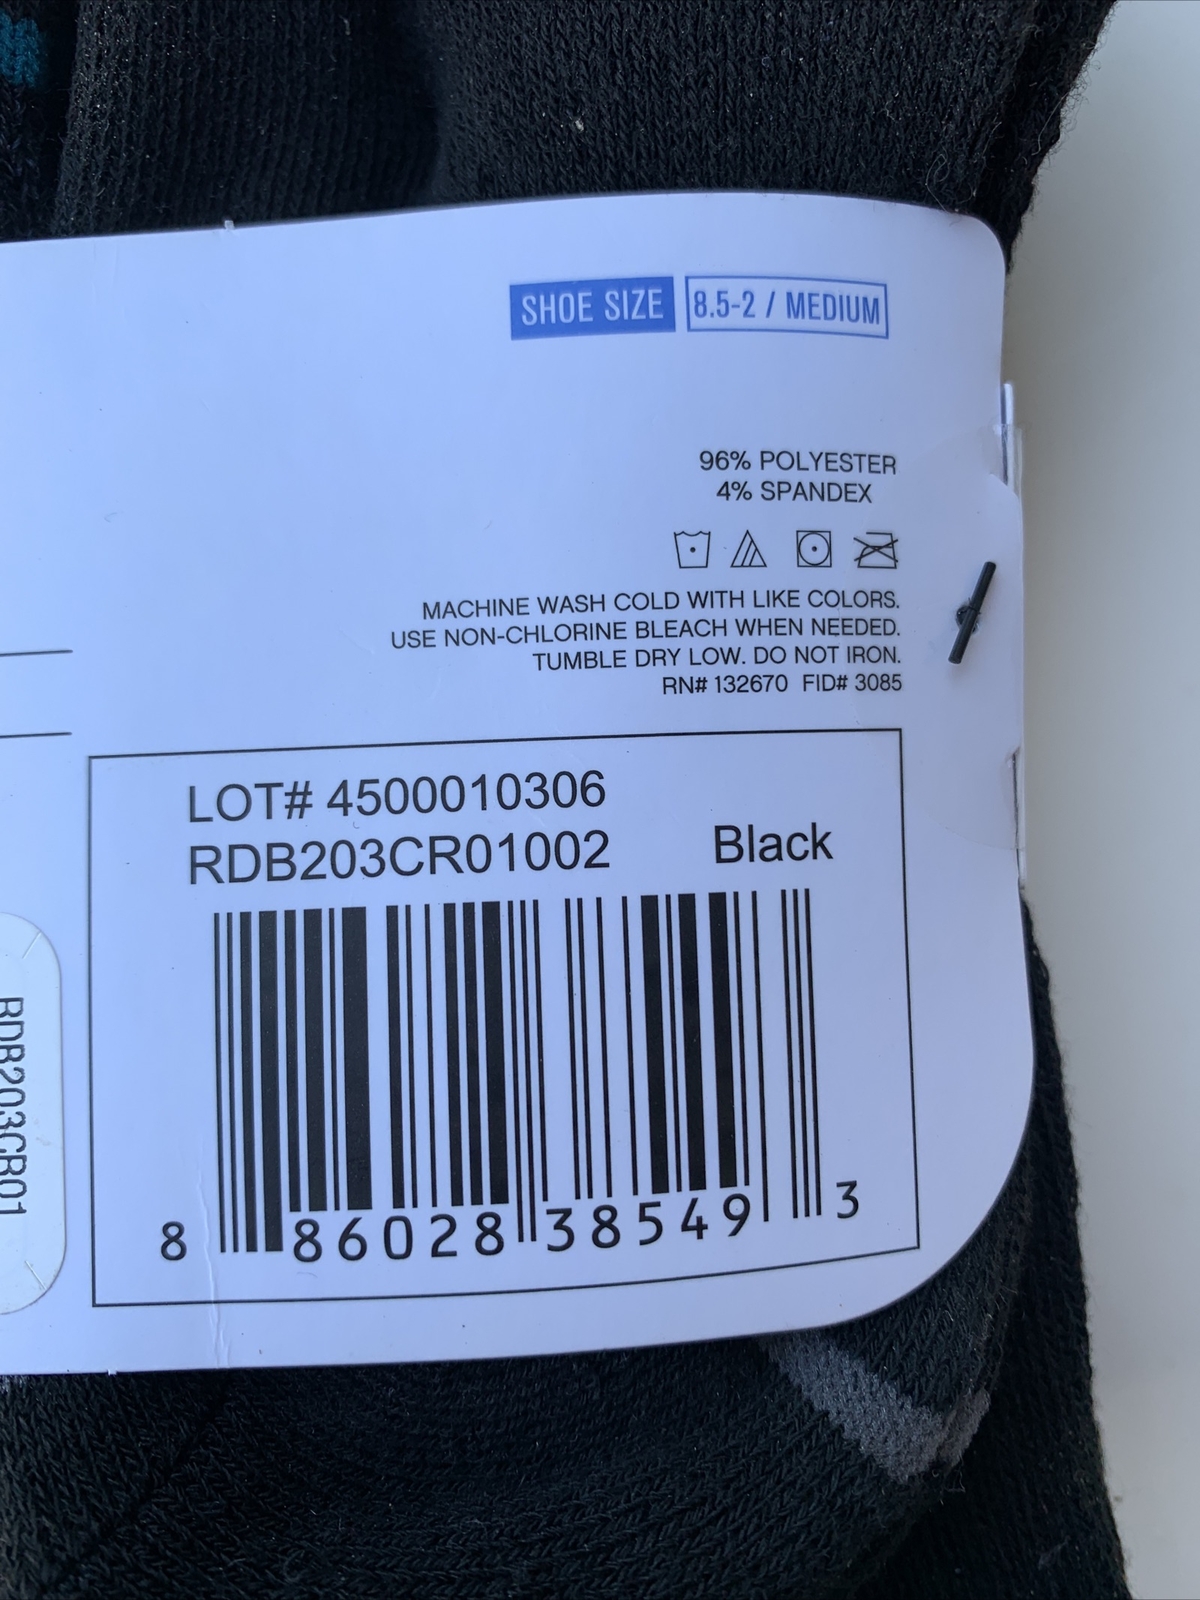 SHOE SIZE 8.5-2 / MEDIUM
96% POLYESTER
4% SPANDEX
MACHINE WASH COLD WITH LIKE COLORS.
USE NON-CHLORINE BLEACH WHEN NEEDED.
TUMBLE DRY LOW. DO NOT IRON.
RN# 132670 FID# 3085
LOT# 4500010306
RDB203CR01002 Black
8 86028 38549 3
RDB203CR01